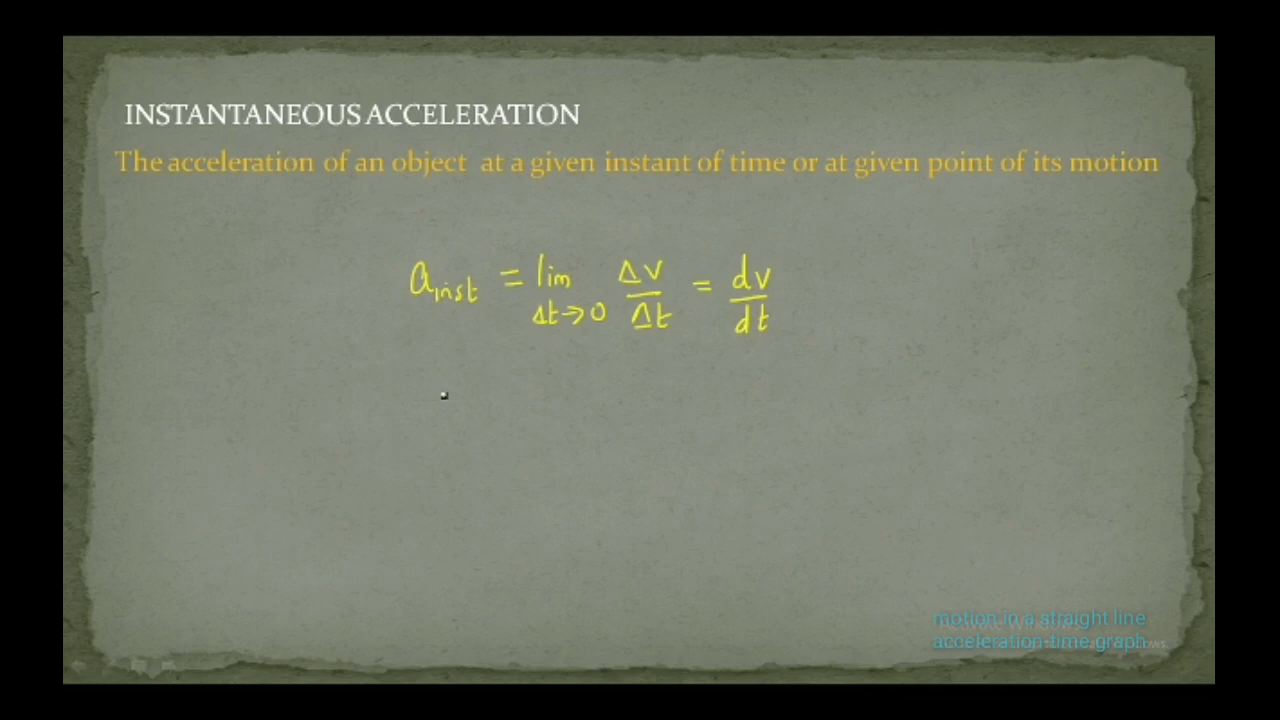 INSTANTANEOUS ACCELERATION
The acceleration of an object at a given instant of time or at given point of its motion
a_inst = lim Δt→0 Δv/Δt = dv/dt
motion in a straight line
acceleration-time graph